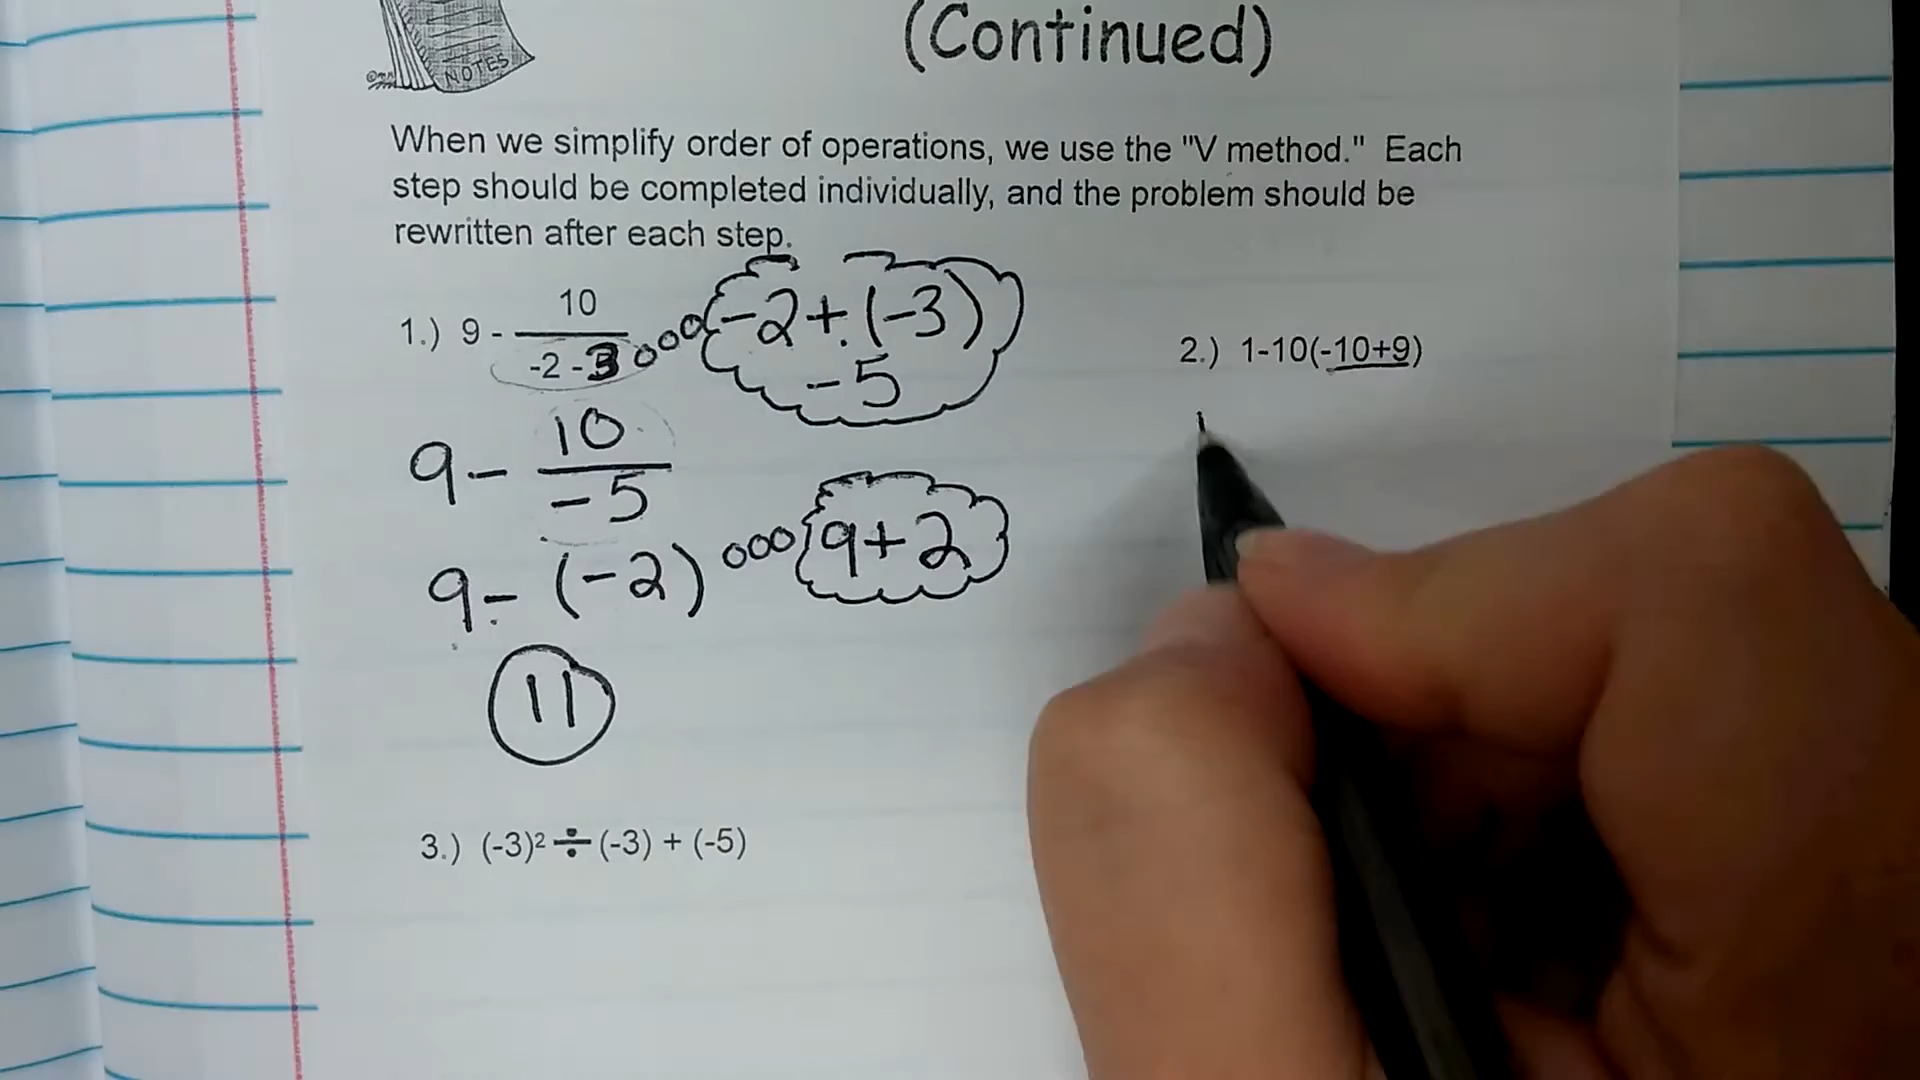 (Continued)
NOTES
When we simplify order of operations, we use the "V method." Each
step should be completed individually, and the problem should be
rewritten after each step.
1.) 9 - 10
-2 - 3
-2 + (-3)
-5
9 - 10
-5
9 - (-2)
9 + 2
11
2.) 1-10(-10+9)
3.) (-3)² ÷ (-3) + (-5)